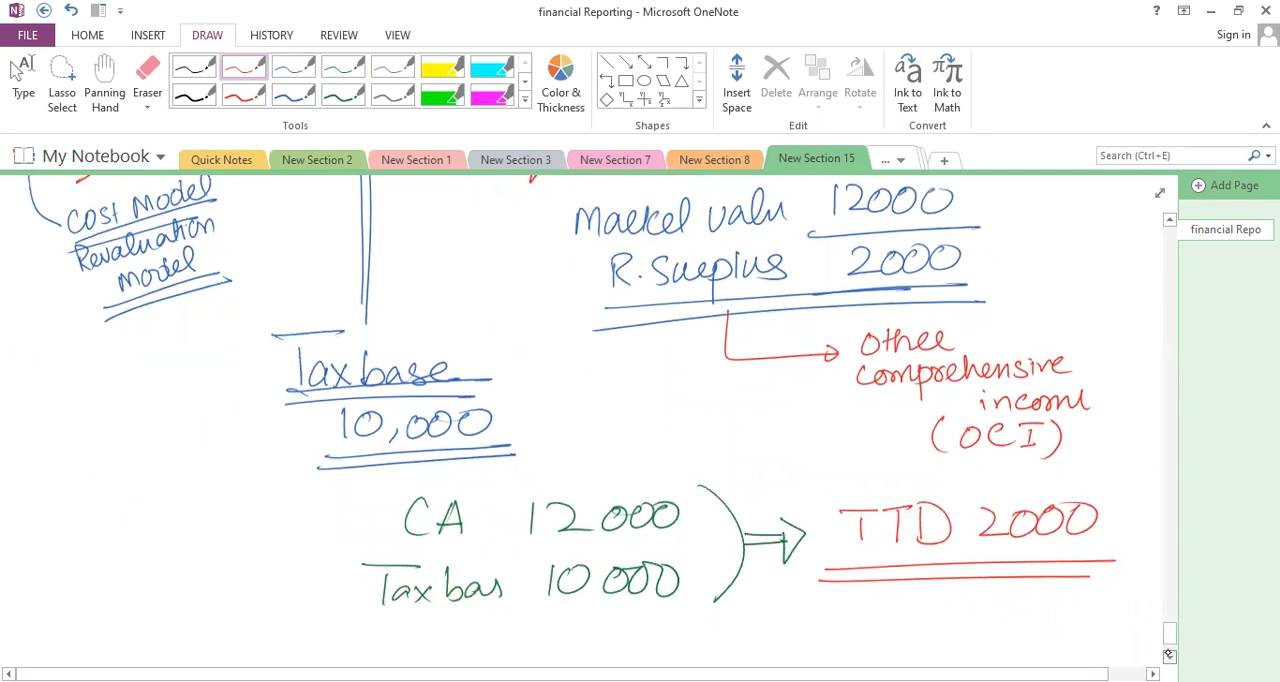 financial Reporting - Microsoft OneNote
?
Sign in
FILE
HOME
INSERT
DRAW
HISTORY
REVIEW
VIEW
Type
Lasso Select
Panning Hand
Eraser
Color & Thickness
Insert Space
Delete
Arrange
Rotate
Ink to Text
Ink to Math
Tools
Shapes
Edit
Convert
My Notebook
Quick Notes
New Section 2
New Section 1
New Section 3
New Section 7
New Section 8
New Section 15
...
Search (Ctrl+E)
Add Page
financial Repo
Cost Model
Revaluation
Model
Market valu 12000
R. Surplus 2000
Other
comprehensive
income
(OCI)
Tax base
10,000
CA 12000
Tax bas 10000
TTD 2000